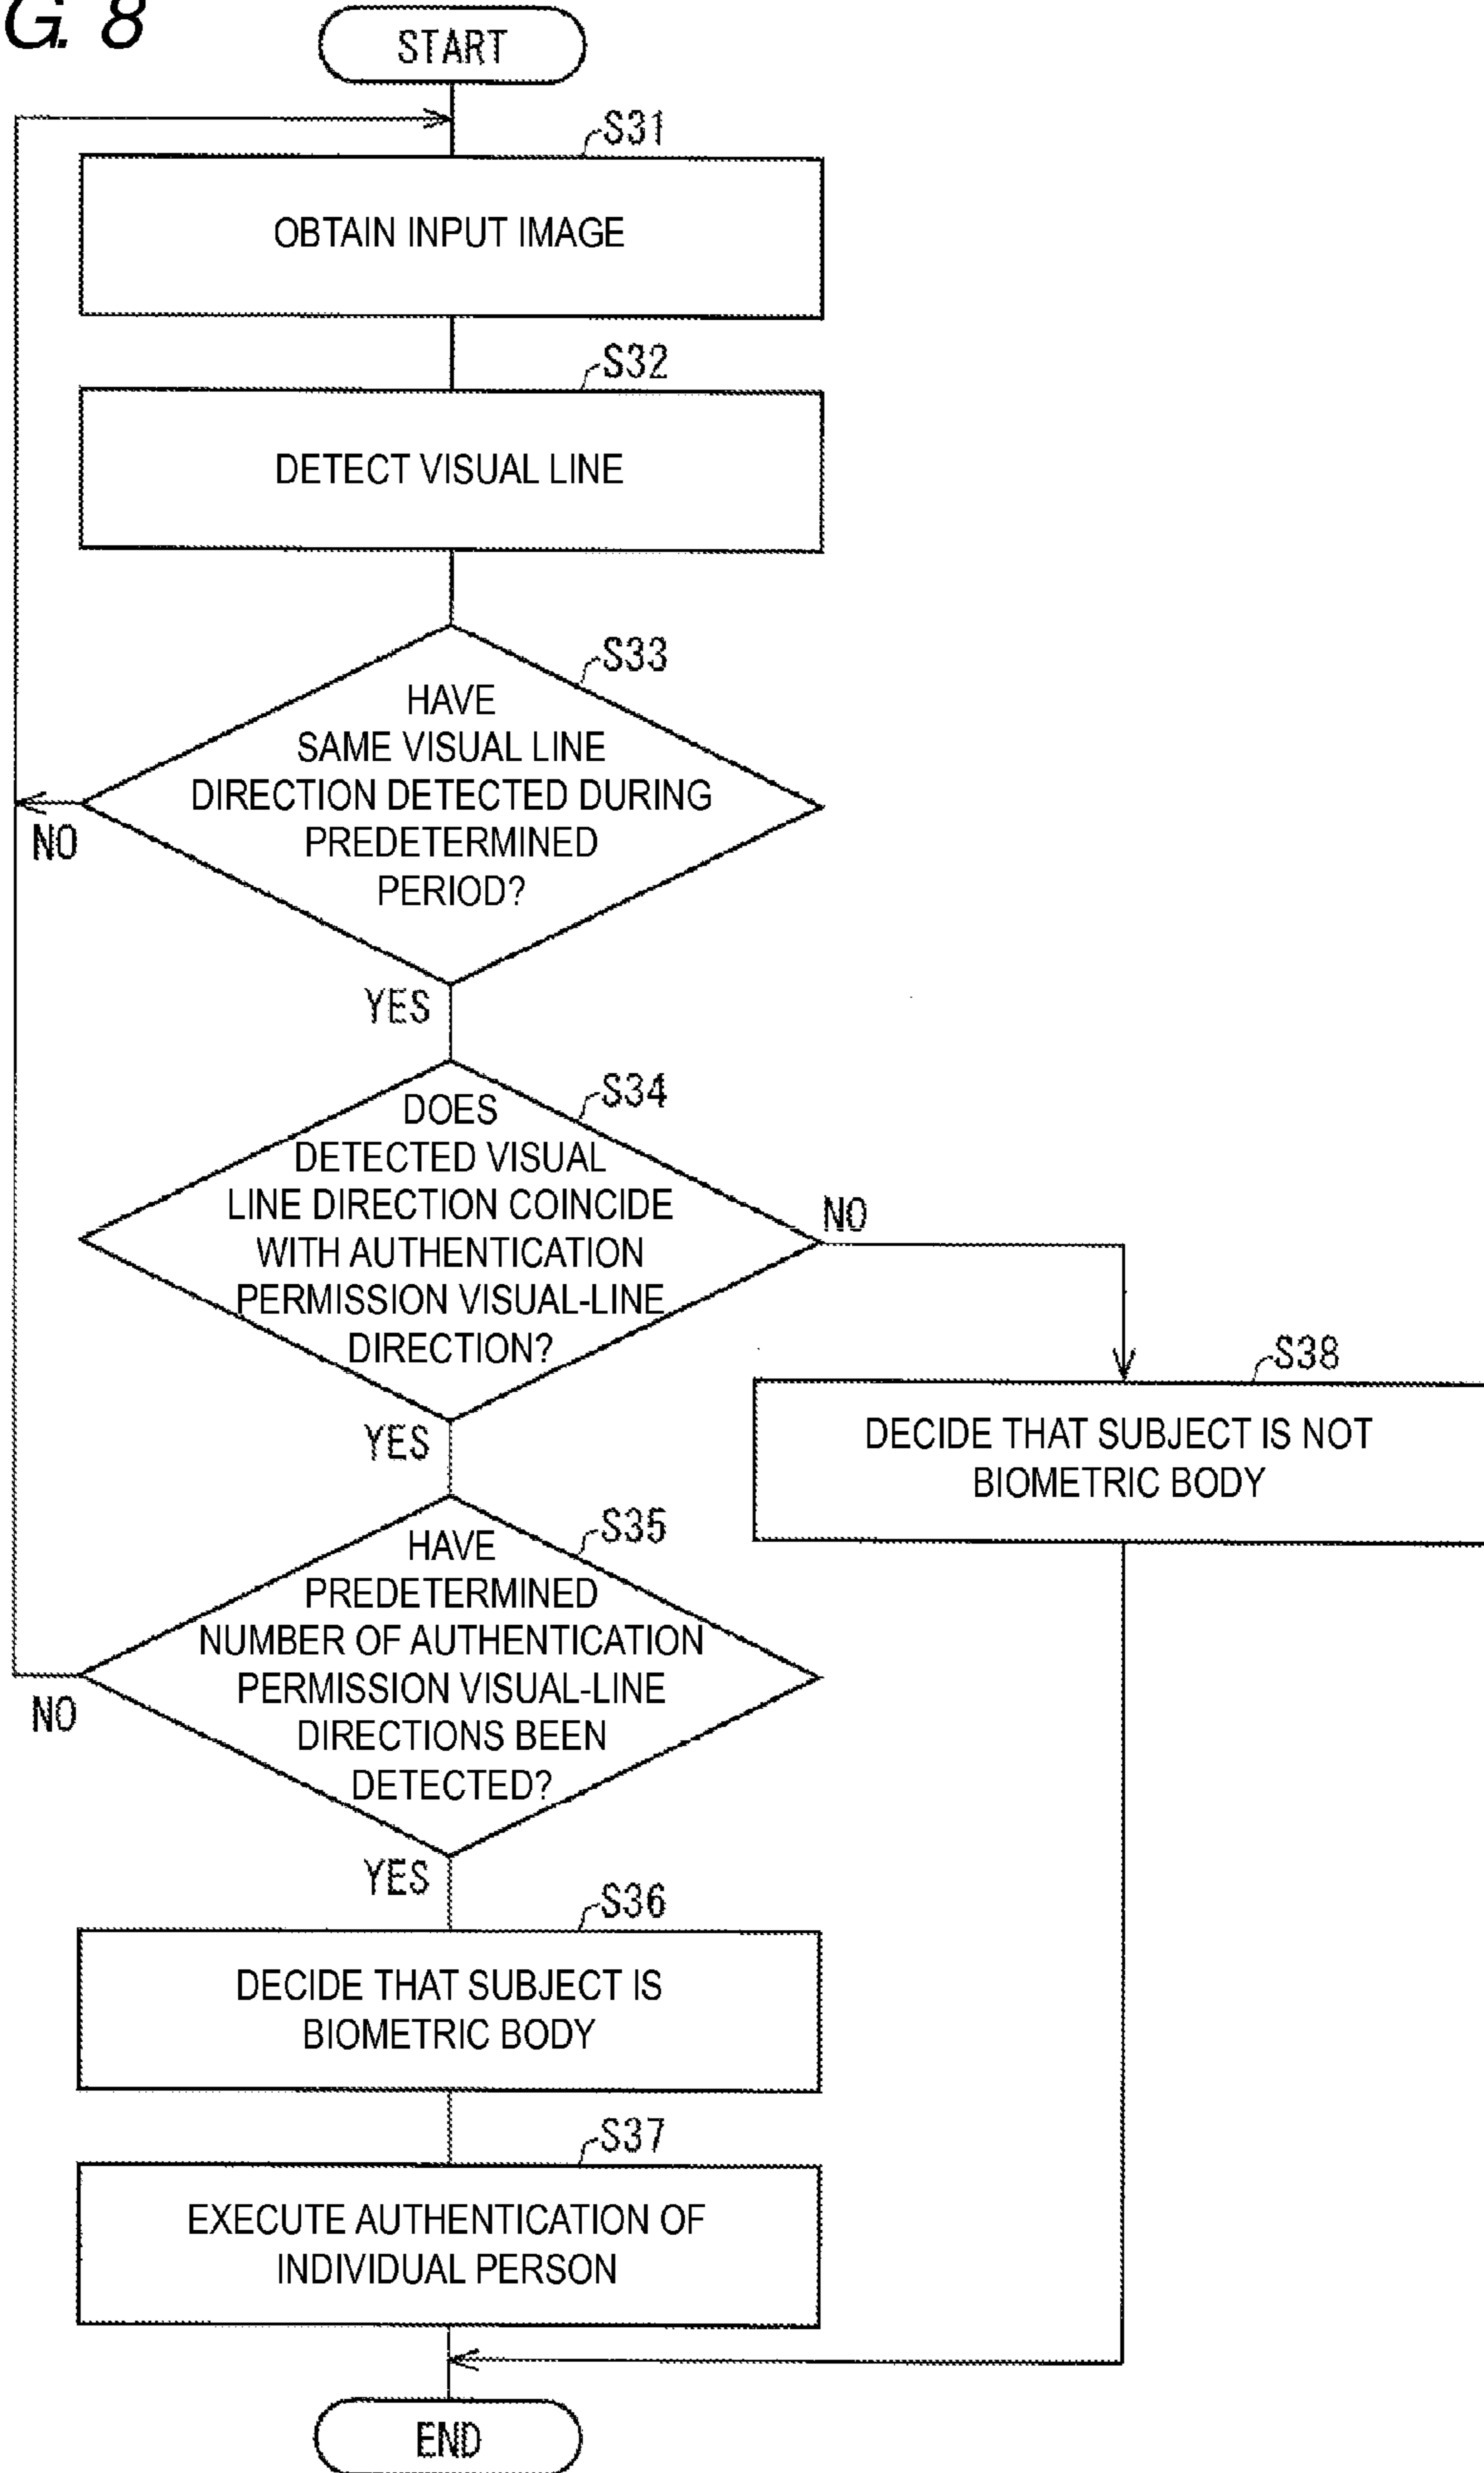 G. 8
START
S31
OBTAIN INPUT IMAGE
S32
DETECT VISUAL LINE
S33
HAVE
SAME VISUAL LINE
DIRECTION DETECTED DURING
PREDETERMINED
PERIOD?
NO
YES
S34
DOES
DETECTED VISUAL
LINE DIRECTION COINCIDE
WITH AUTHENTICATION
PERMISSION VISUAL-LINE
DIRECTION?
NO
YES
S38
DECIDE THAT SUBJECT IS NOT
BIOMETRIC BODY
S35
HAVE
PREDETERMINED
NUMBER OF AUTHENTICATION
PERMISSION VISUAL-LINE
DIRECTIONS BEEN
DETECTED?
NO
YES
S36
DECIDE THAT SUBJECT IS
BIOMETRIC BODY
S37
EXECUTE AUTHENTICATION OF
INDIVIDUAL PERSON
END